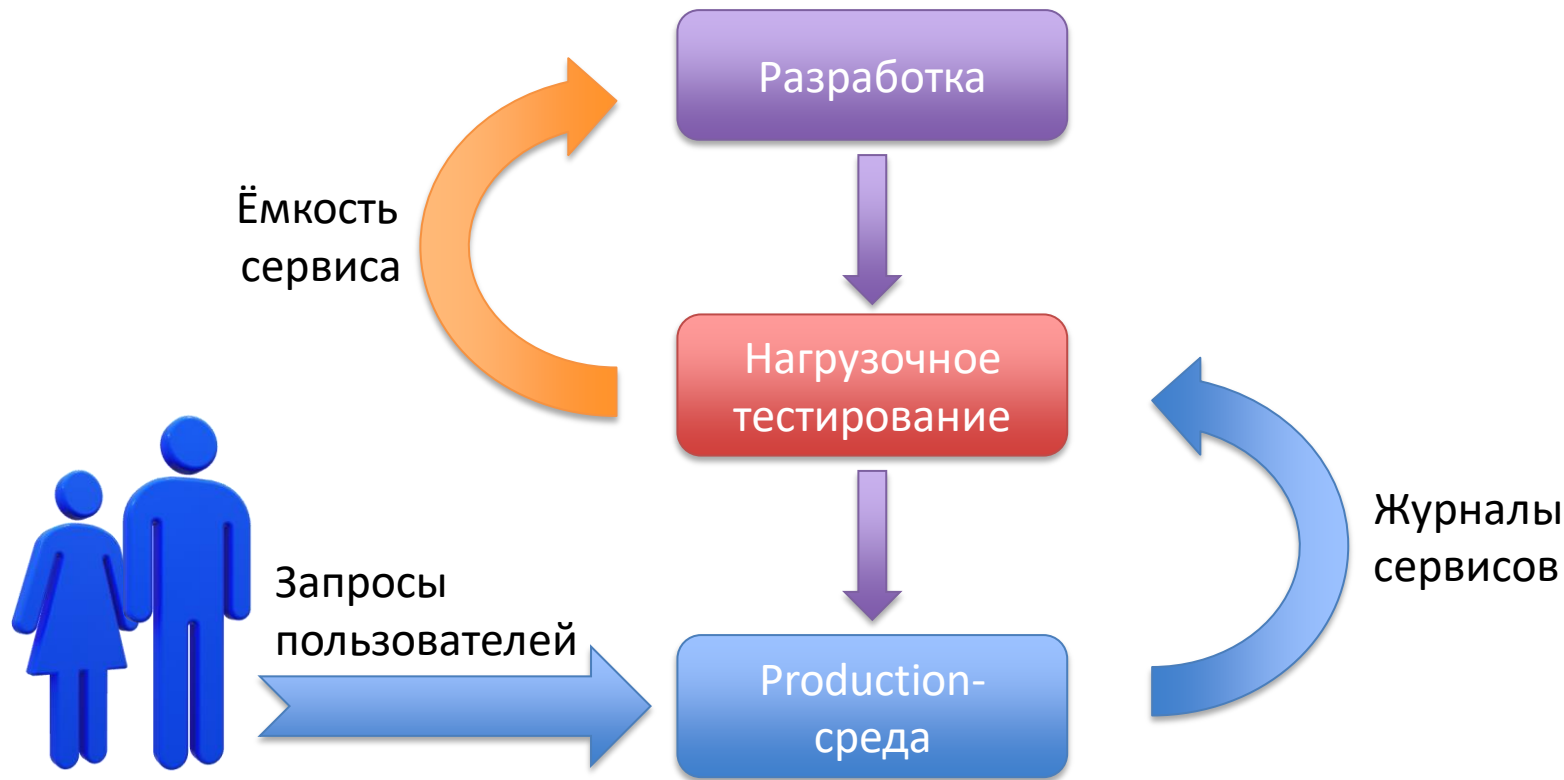 Разработка
Ёмкость
сервиса
Нагрузочное
тестирование
Журналы
сервисов
Запросы
пользователей
Production-
среда